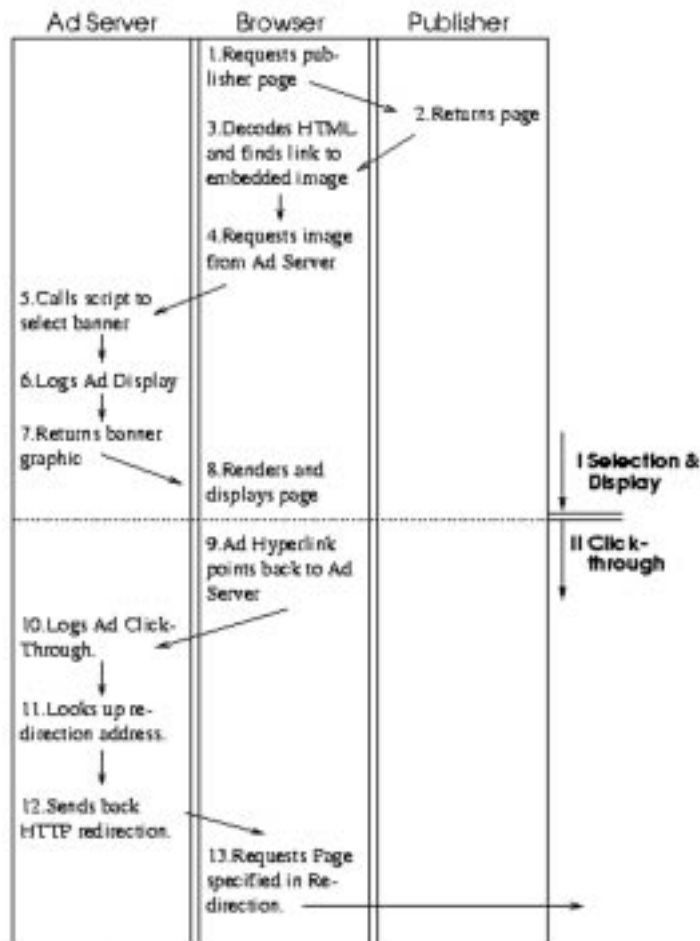 Ad Server
Browser
Publisher
1.Requests pub-
lisher page
2.Returns page
3.Decodes HTML
and finds link to
embedded image
4.Requests image
from Ad Server
5.Calls script to
select banner
6.Logs Ad Display
7.Returns banner
graphic
8.Renders and
displays page
I Selection &
Display
II Click-
through
9.Ad Hyperlink
points back to Ad
Server
10.Logs Ad Click-
Through.
11.Looks up re-
direction address.
12.Sends back
HTTP redirection.
13.Requests Page
specified in Re-
direction.